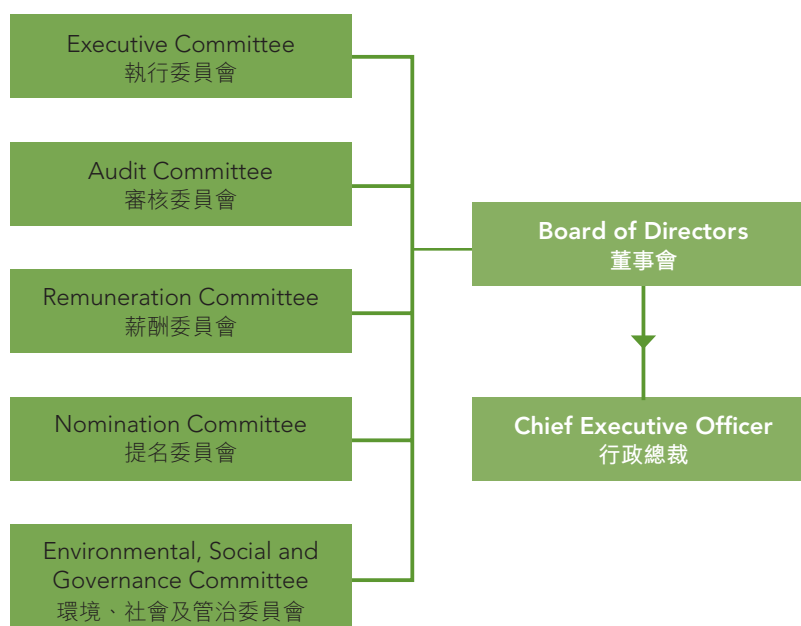 Executive Committee
執行委員會
Audit Committee
審核委員會
Remuneration Committee
薪酬委員會
Nomination Committee
提名委員會
Environmental, Social and
Governance Committee
環境、社會及管治委員會
Board of Directors
董事會
Chief Executive Officer
行政總裁